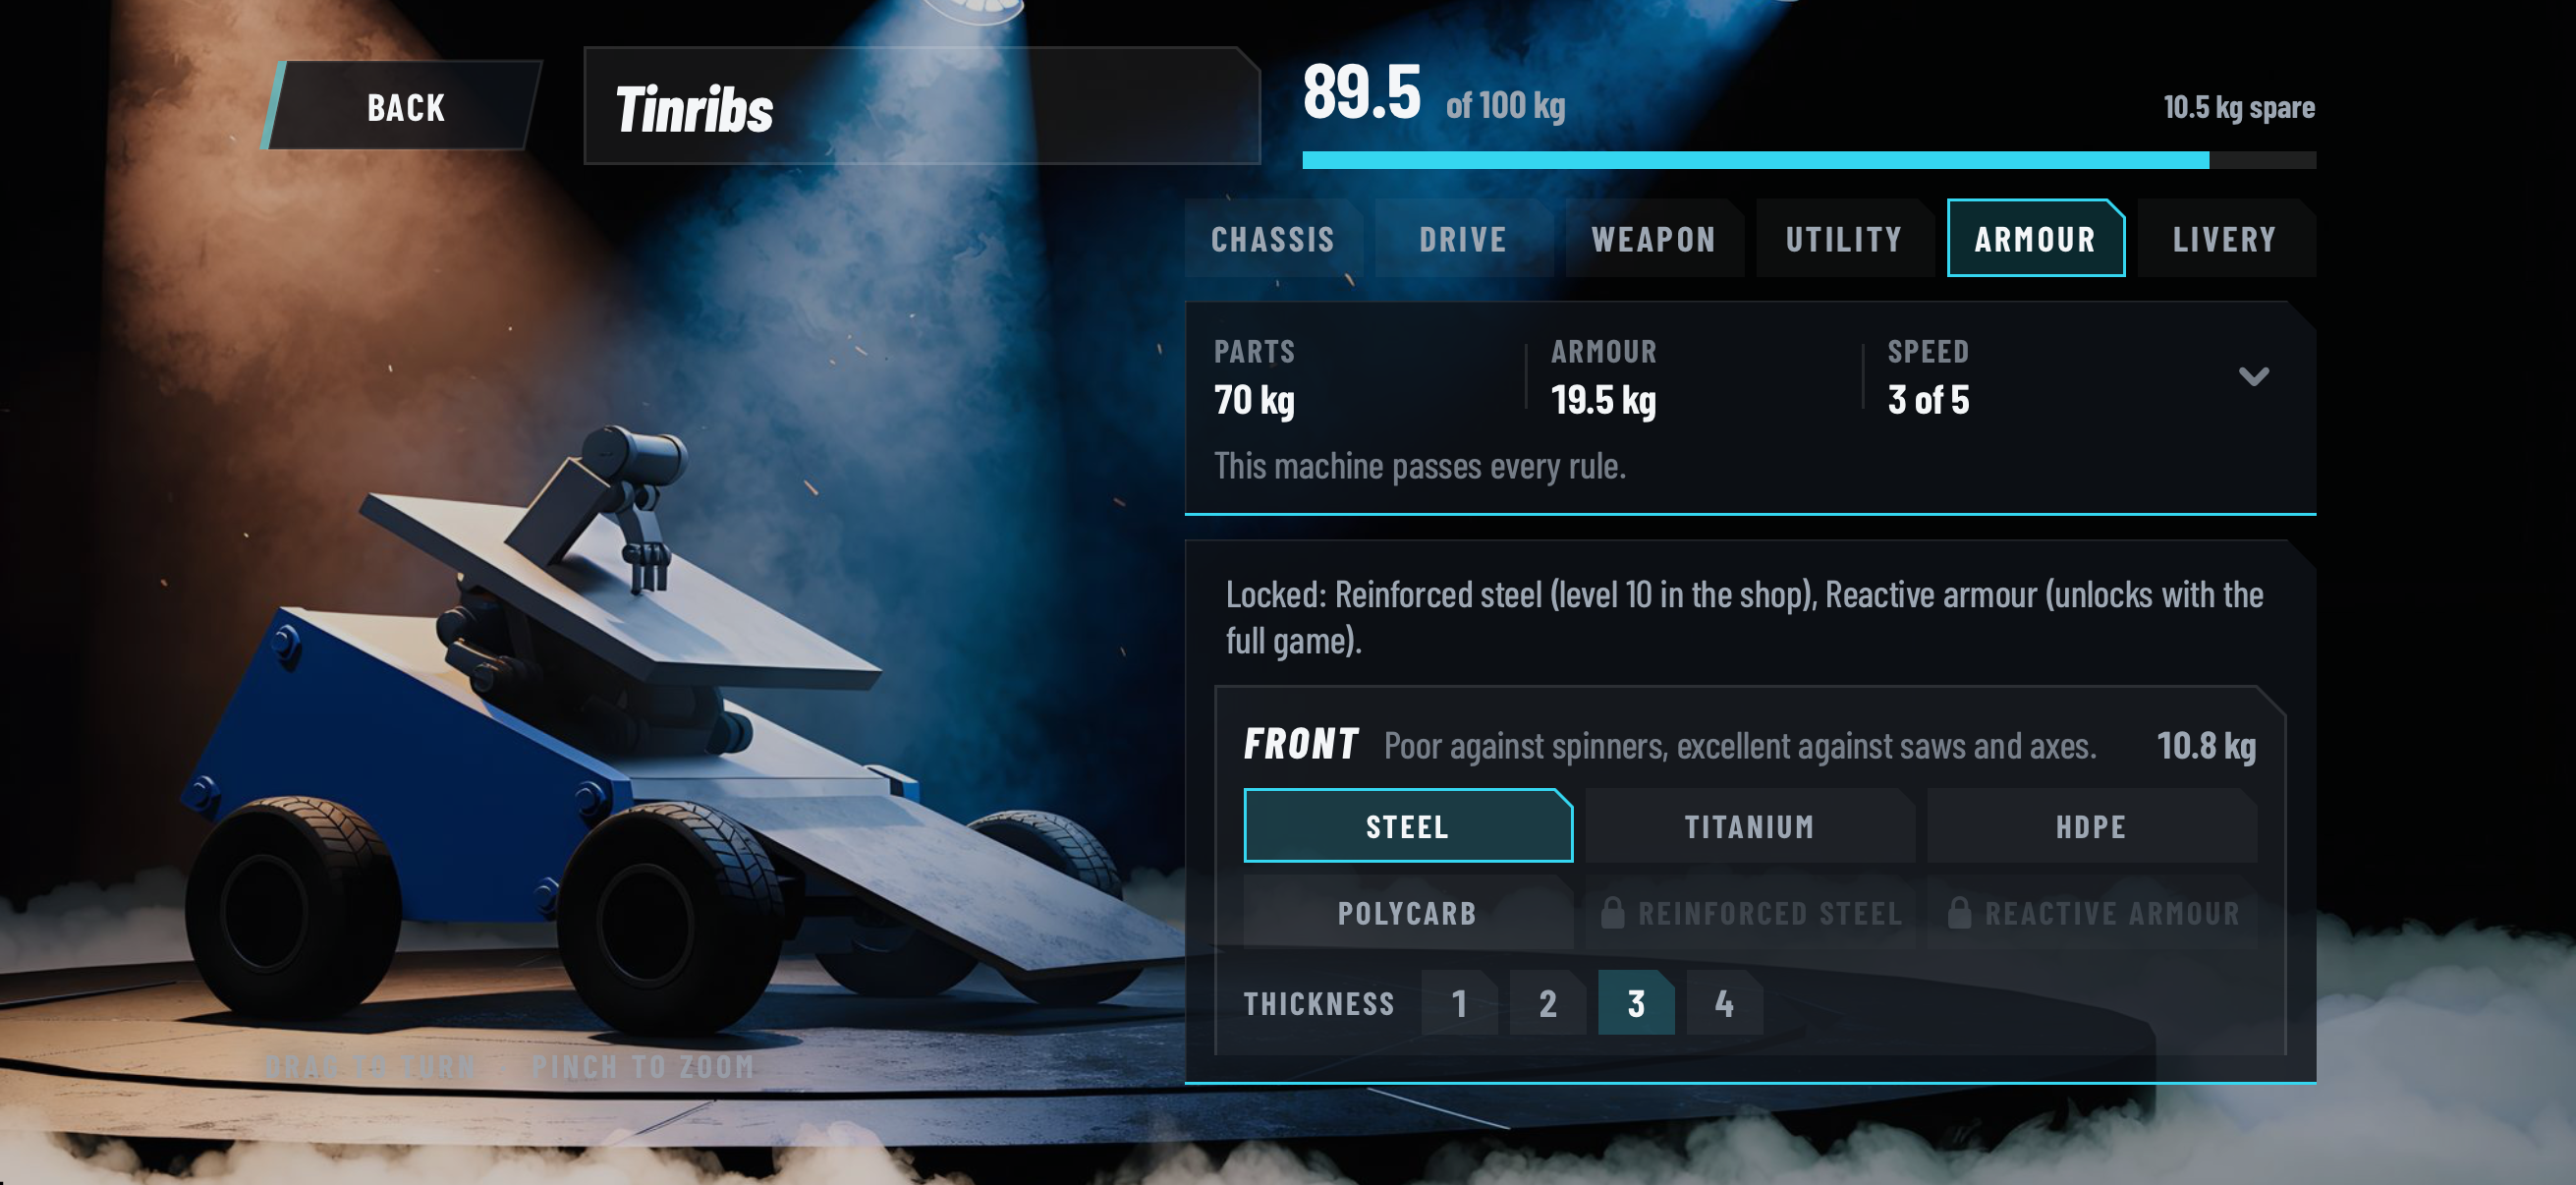 BACK
Tinribs
89.5 of 100 kg
10.5 kg spare
CHASSIS
DRIVE
WEAPON
UTILITY
ARMOUR
LIVERY
PARTS
70 kg
ARMOUR
19.5 kg
SPEED
3 of 5
This machine passes every rule.
Locked: Reinforced steel (level 10 in the shop), Reactive armour (unlocks with the
full game).
FRONT Poor against spinners, excellent against saws and axes. 10.8 kg
STEEL
TITANIUM
HDPE
POLYCARB
REINFORCED STEEL
REACTIVE ARMOUR
THICKNESS 1 2 3 4
DRAG TO TURN · PINCH TO ZOOM